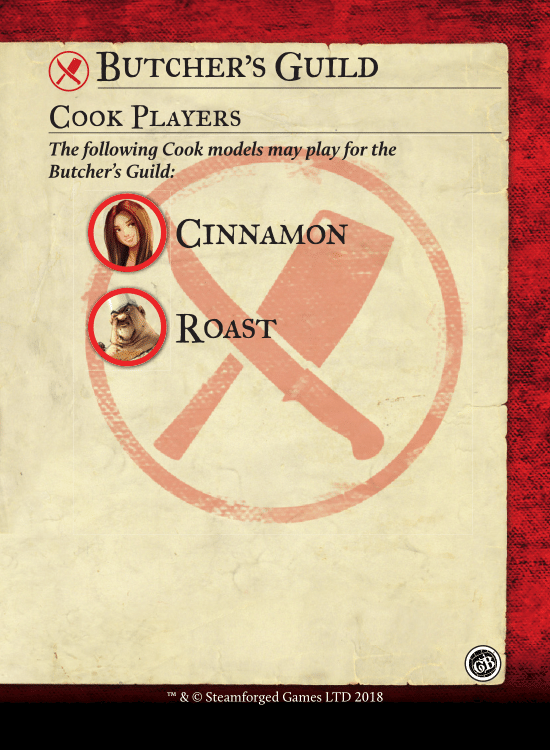 Butcher's Guild
Cook Players
The following Cook models may play for the
Butcher's Guild:
Cinnamon
Roast
GB
™ & © Steamforged Games LTD 2018